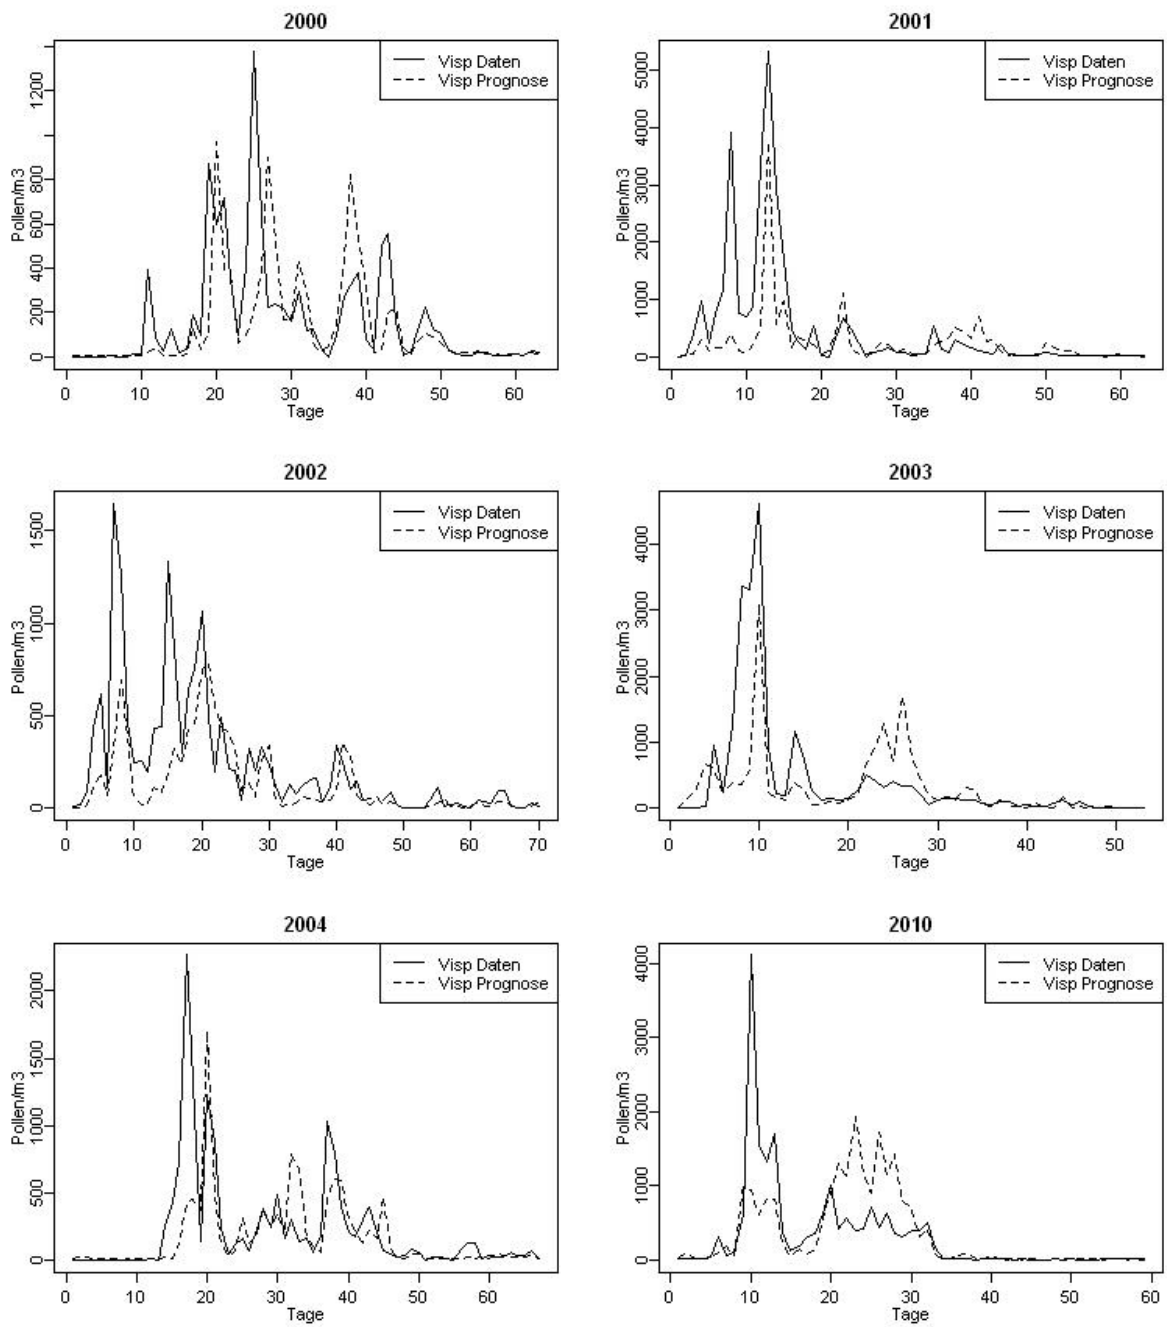 2000
Visp Daten
Visp Prognose
Pollen/m3
0 200 400 600 800 1200
0 10 20 30 40 50 60
Tage
2001
Visp Daten
Visp Prognose
Pollen/m3
0 1000 2000 3000 4000 5000
0 10 20 30 40 50 60
Tage
2002
Visp Daten
Visp Prognose
Pollen/m3
0 500 1000 1500
0 10 20 30 40 50 60 70
Tage
2003
Visp Daten
Visp Prognose
Pollen/m3
0 1000 2000 3000 4000
0 10 20 30 40 50
Tage
2004
Visp Daten
Visp Prognose
Pollen/m3
0 500 1000 1500 2000
0 10 20 30 40 50 60
Tage
2010
Visp Daten
Visp Prognose
Pollen/m3
0 1000 2000 3000 4000
0 10 20 30 40 50 60
Tage